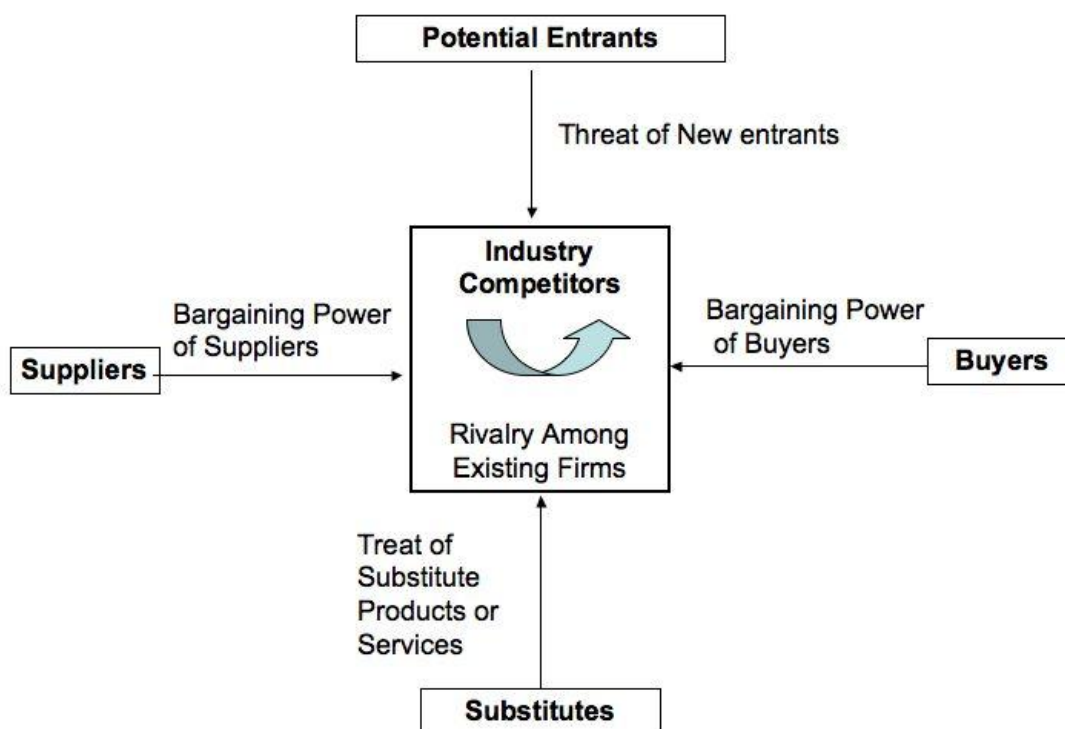 Potential Entrants
Threat of New entrants
Industry
Competitors
Bargaining Power
of Suppliers
Suppliers
Bargaining Power
of Buyers
Buyers
Rivalry Among
Existing Firms
Treat of
Substitute
Products or
Services
Substitutes